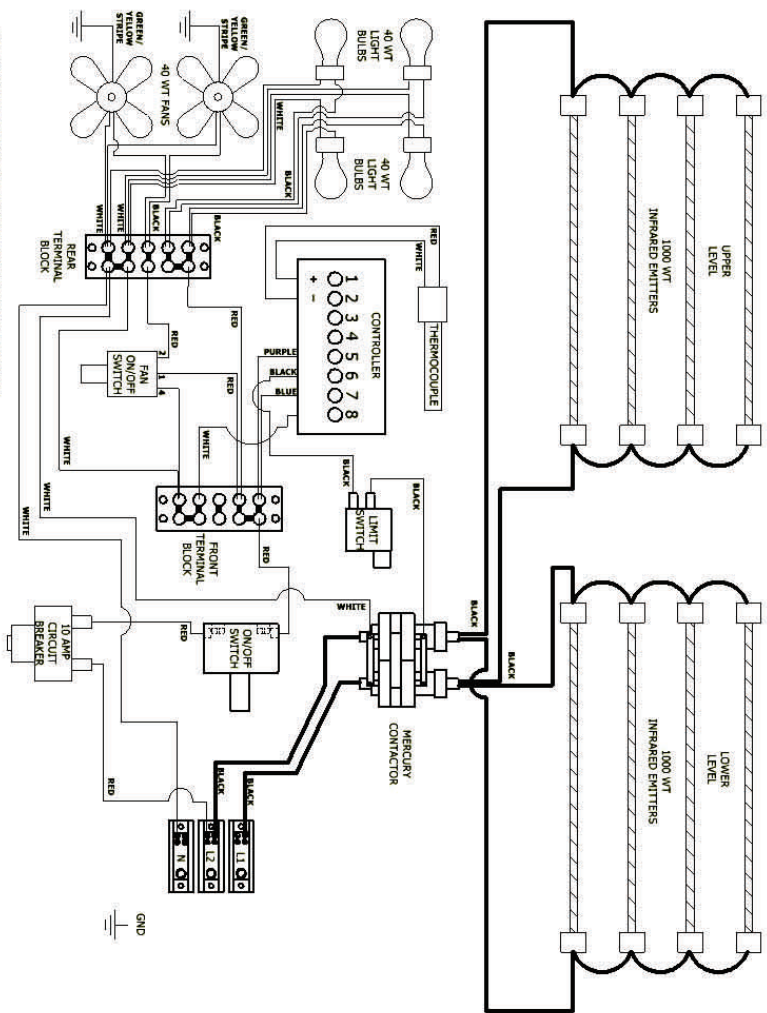 UPPER
LEVEL
1000 WT
INFRARED EMITTERS
LOWER
LEVEL
1000 WT
INFRARED EMITTERS
BLACK
BLACK
THERMOCOUPLE
RED
WHITE
BLACK
MERCURY
CONTACTOR
40 WT
LIGHT
BULBS
40 WT
LIGHT
BULBS
CONTROLLER
1 2 3 4 5 6 7 8
+ -
LIMIT
SWITCH
BLACK
WHITE
PURPLE
BLACK
BLUE
WHITE
BLACK
BLACK
L1
BLACK
L2
N
GREEN/
YELLOW
STRIPE
GREEN/
YELLOW
STRIPE
40 WT FANS
WHITE
BLACK
WHITE
WHITE
BLACK
BLACK
RED
RED
RED
RED
ON/OFF
SWITCH
RED
FRONT
TERMINAL
BLOCK
2
1
4
FAN
ON/OFF
SWITCH
REAR
TERMINAL
BLOCK
WHITE
WHITE
WHITE
10 AMP
CIRCUIT
BREAKER
RED
GND